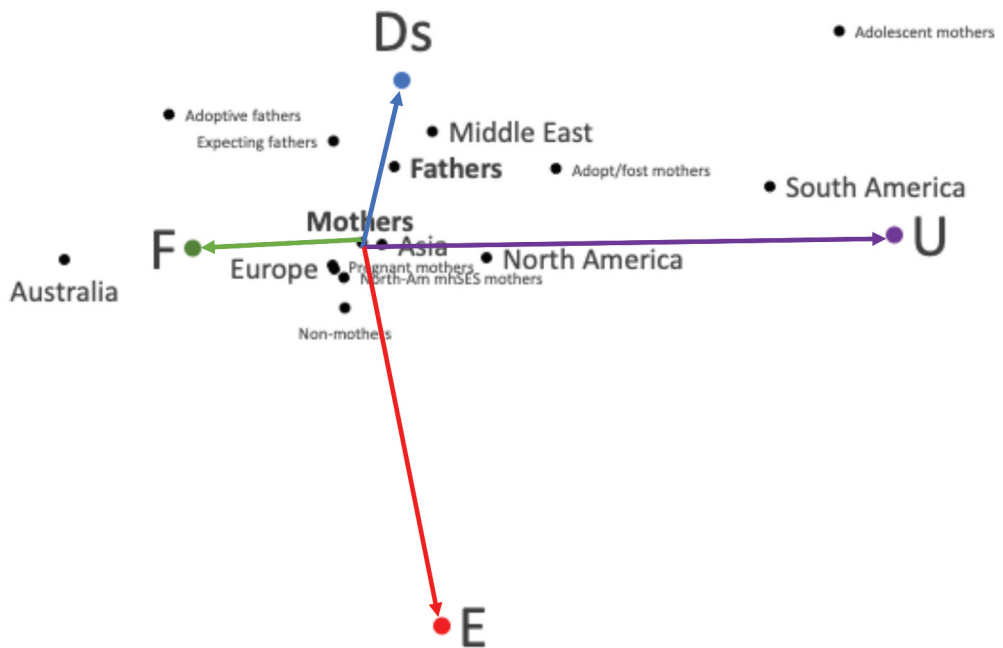 Ds
Adolescent mothers
Adoptive fathers
Expecting fathers
Middle East
Fathers
Adopt/fost mothers
South America
Mothers
F
Asia
U
Europe
Pregnant mothers
North America
North-Am mhSES mothers
Australia
Non-mothers
E